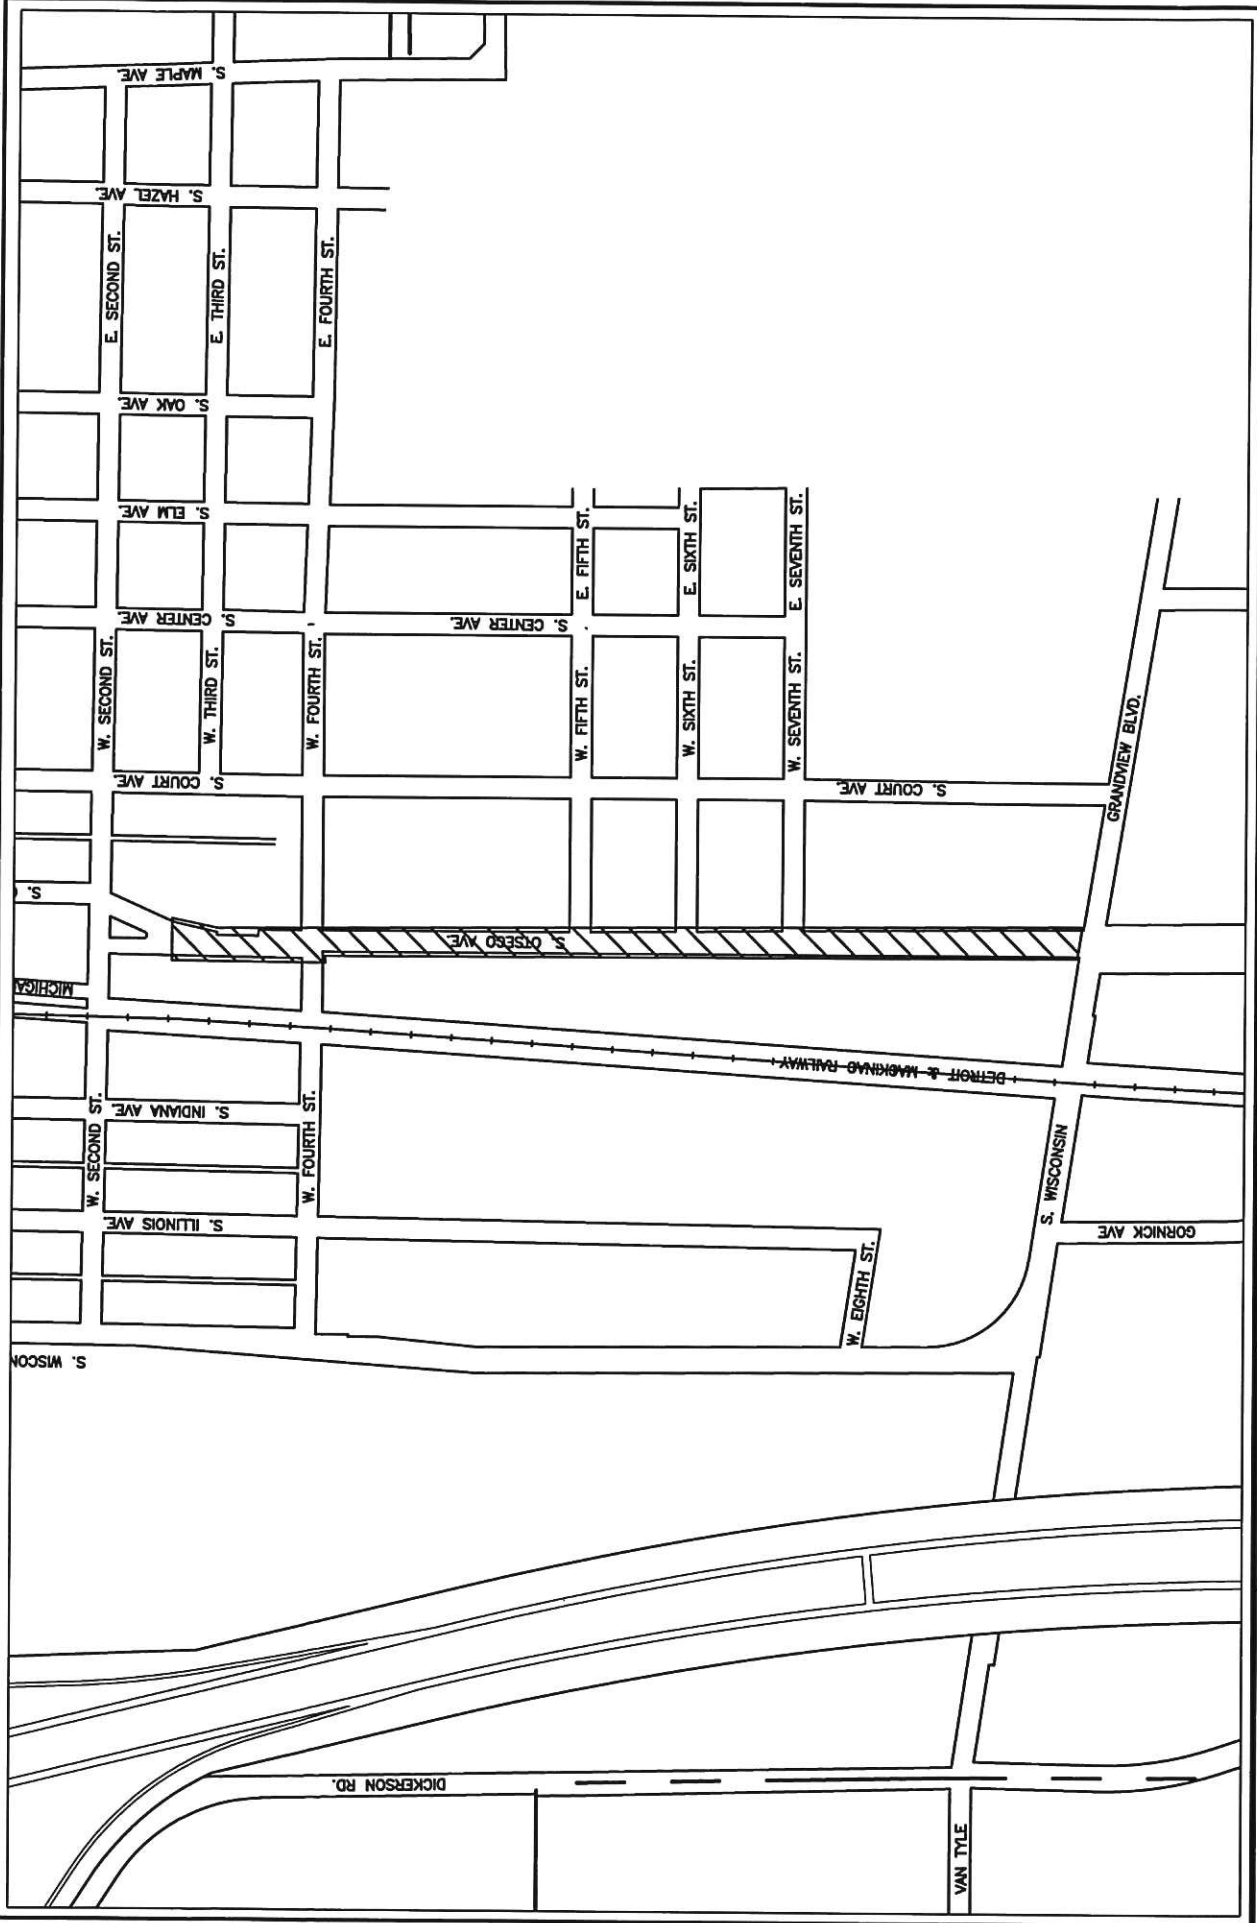 S. MAPLE AVE.
S. HAZEL AVE.
E. SECOND ST.
E. THIRD ST.
E. FOURTH ST.
S. OAK AVE.
S. ELM AVE.
E. FIFTH ST.
E. SIXTH ST.
E. SEVENTH ST.
S. CENTER AVE.
S. CENTER AVE.
W. SECOND ST.
W. THIRD ST.
W. FOURTH ST.
W. FIFTH ST.
W. SIXTH ST.
W. SEVENTH ST.
GRANDVIEW BLVD.
S. COURT AVE.
S. COURT AVE.
S.
S. OTSEGO AVE.
MICHIGA
DETROIT & MACKINAC RAILWAY
S. INDIANA AVE.
W. SECOND ST.
W. FOURTH ST.
S. WISCONSIN
S. ILLINOIS AVE.
GORNICK AVE
W. EIGHTH ST.
S. WISCON
DICKERSON RD.
VAN TYLE